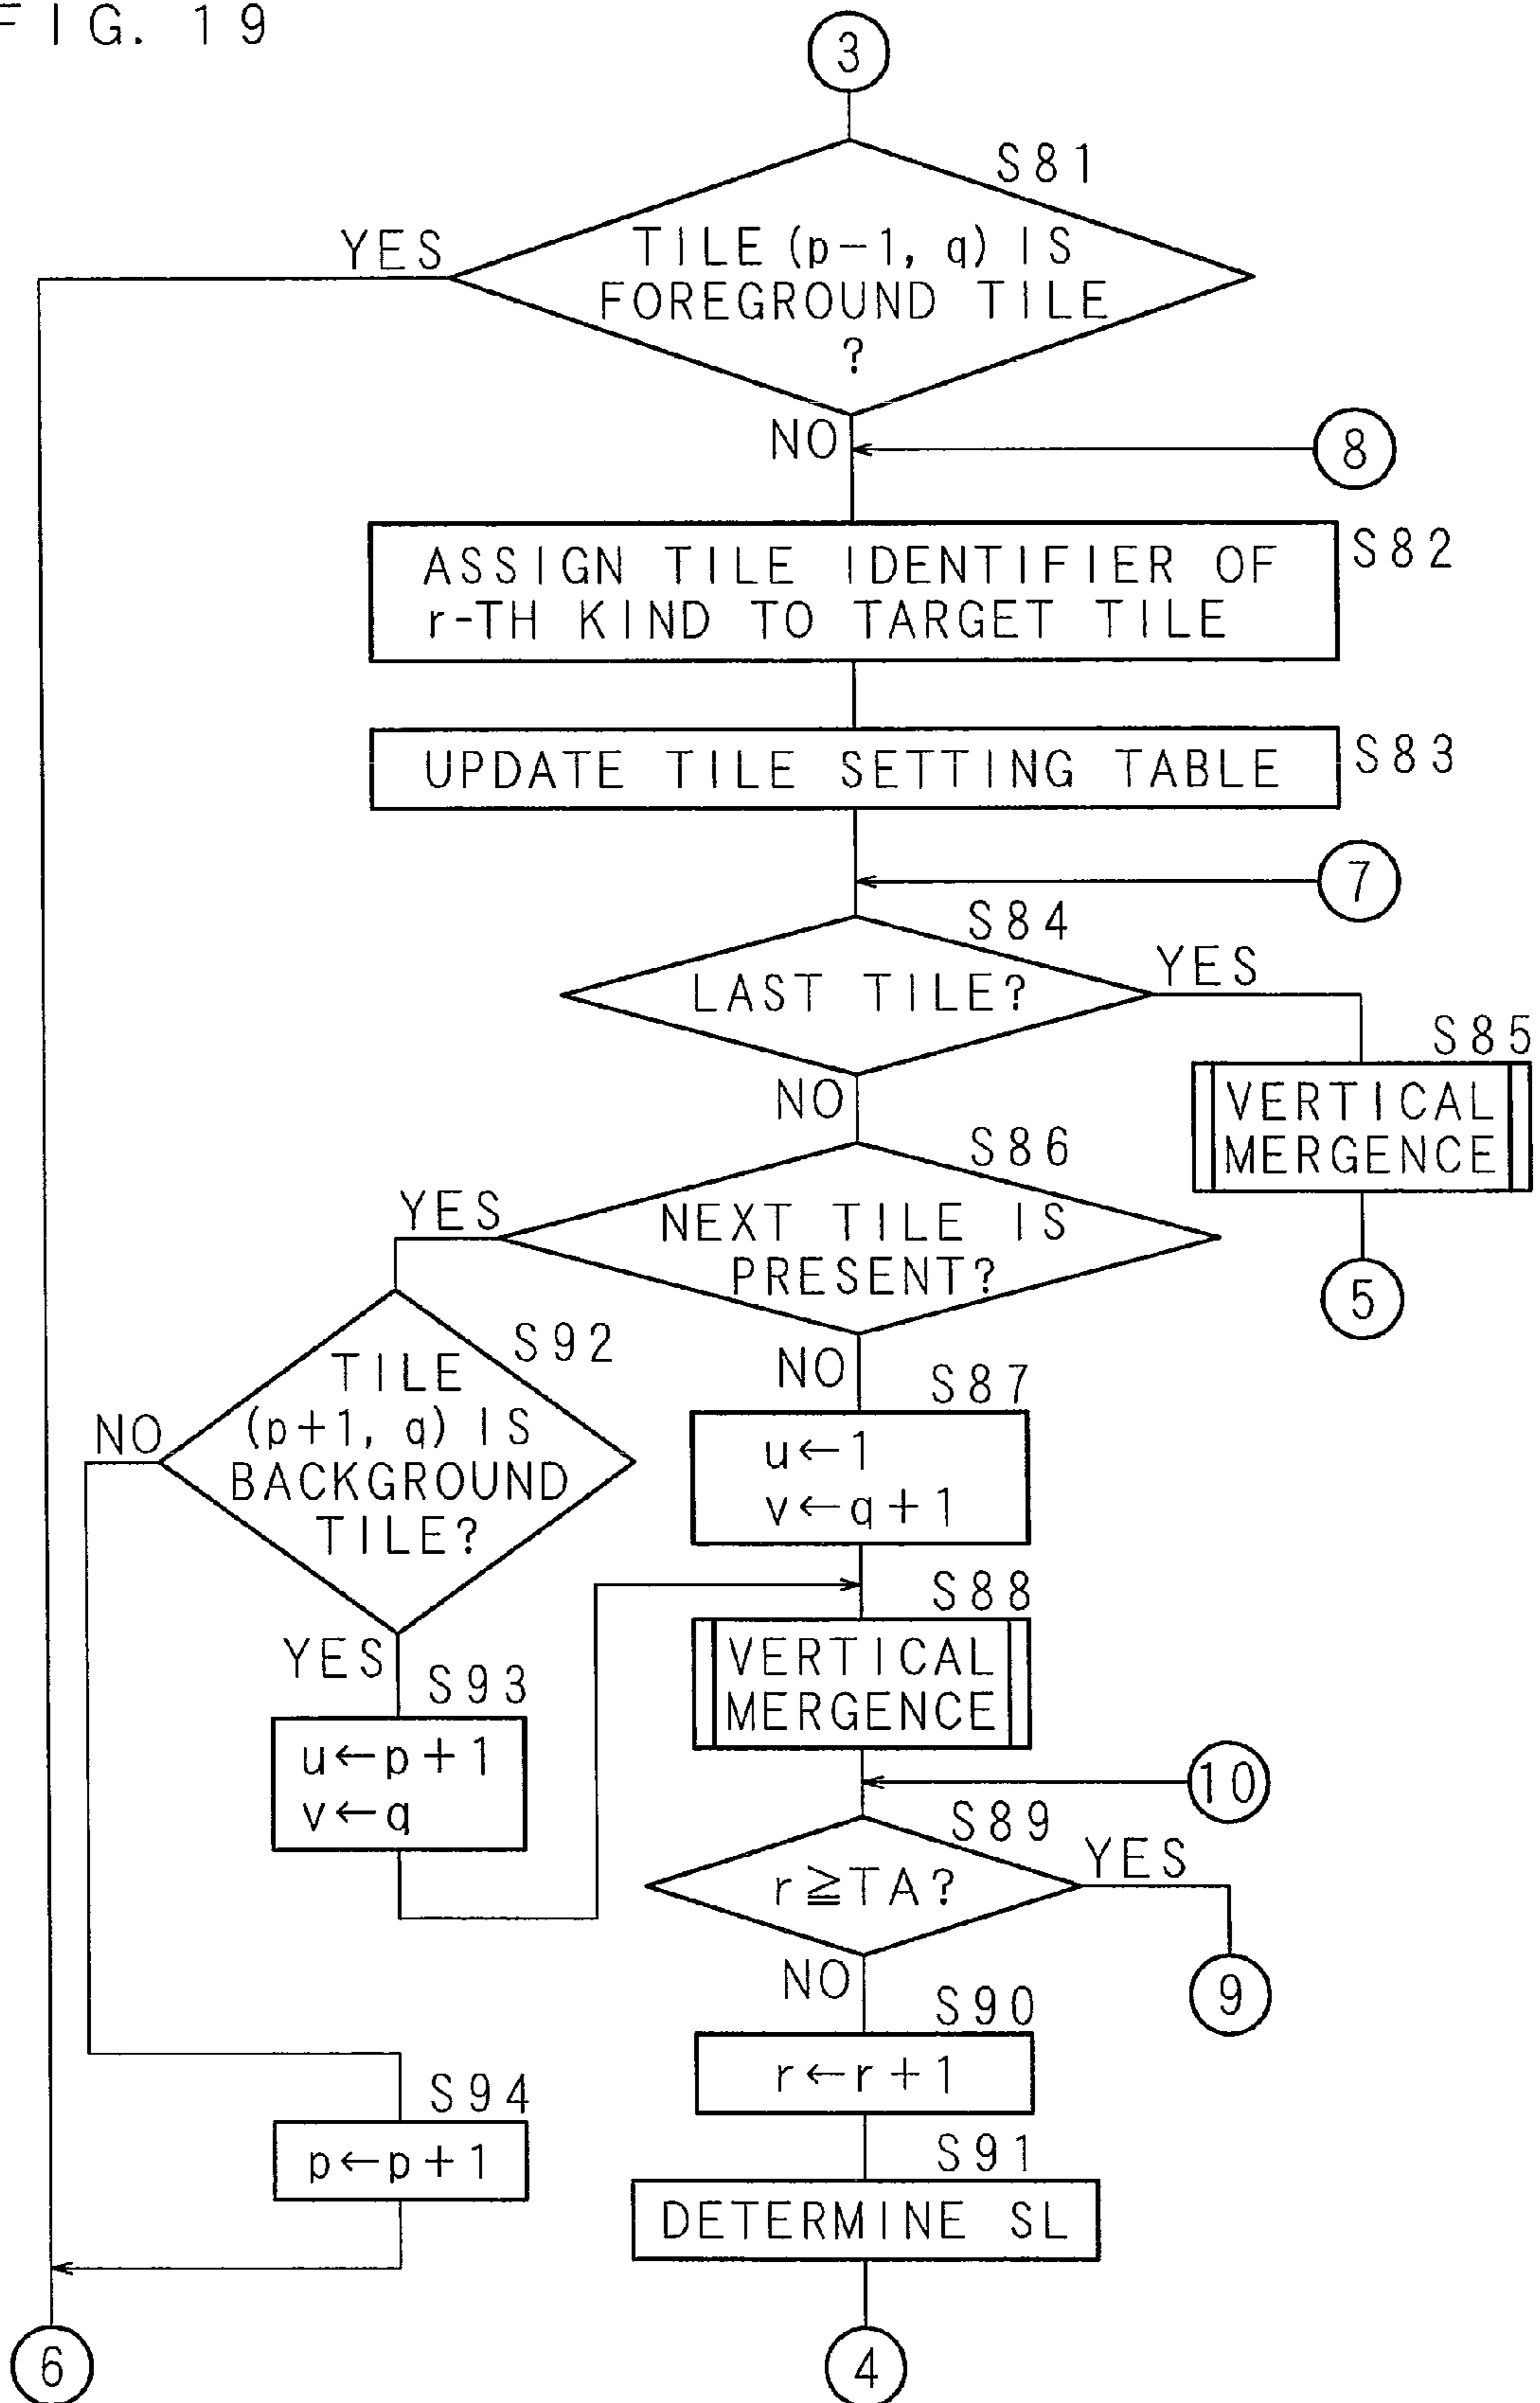 FIG. 19
3
S81
YES
TILE (p-1, q) IS
FOREGROUND TILE
?
NO
8
S82
ASSIGN TILE IDENTIFIER OF
r-TH KIND TO TARGET TILE
S83
UPDATE TILE SETTING TABLE
7
S84
LAST TILE?
YES
S85
VERTICAL
MERGENCE
5
NO
S86
YES
NEXT TILE IS
PRESENT?
S92
TILE
(p+1, q) IS
BACKGROUND
TILE?
NO
NO
S87
u←1
v←q+1
YES
S93
u←p+1
v←q
S88
VERTICAL
MERGENCE
10
S89
r≧TA?
YES
9
NO
S90
r←r+1
S94
p←p+1
S91
DETERMINE SL
6
4